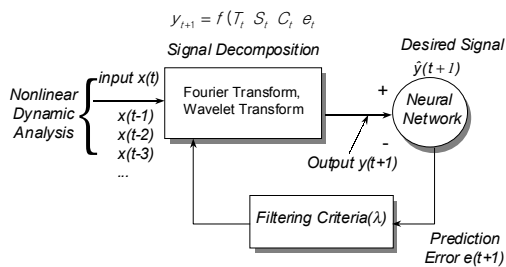 y_{t+1} = f (T_t S_t C_t e_t
Signal Decomposition
Desired Signal
ŷ(t+1)
input x(t)
Nonlinear
Dynamic
Analysis
x(t-1)
x(t-2)
x(t-3)
...
Fourier Transform,
Wavelet Transform
+
Neural
Network
-
Output y(t+1)
Filtering Criteria(λ)
Prediction
Error e(t+1)